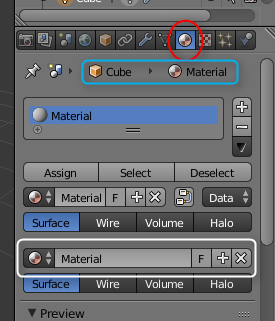 Cube
Cube Material
Material
Assign Select Deselect
Material F Data
Surface Wire Volume Halo
Material F
Surface Wire Volume Halo
Preview